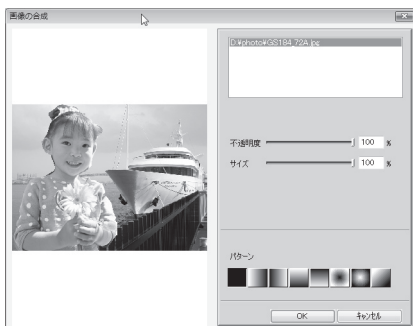 画像の合成
D:¥photo¥GS184_72A.jpg
不透明度 100 %
サイズ 100 %
パターン
OK キャンセル